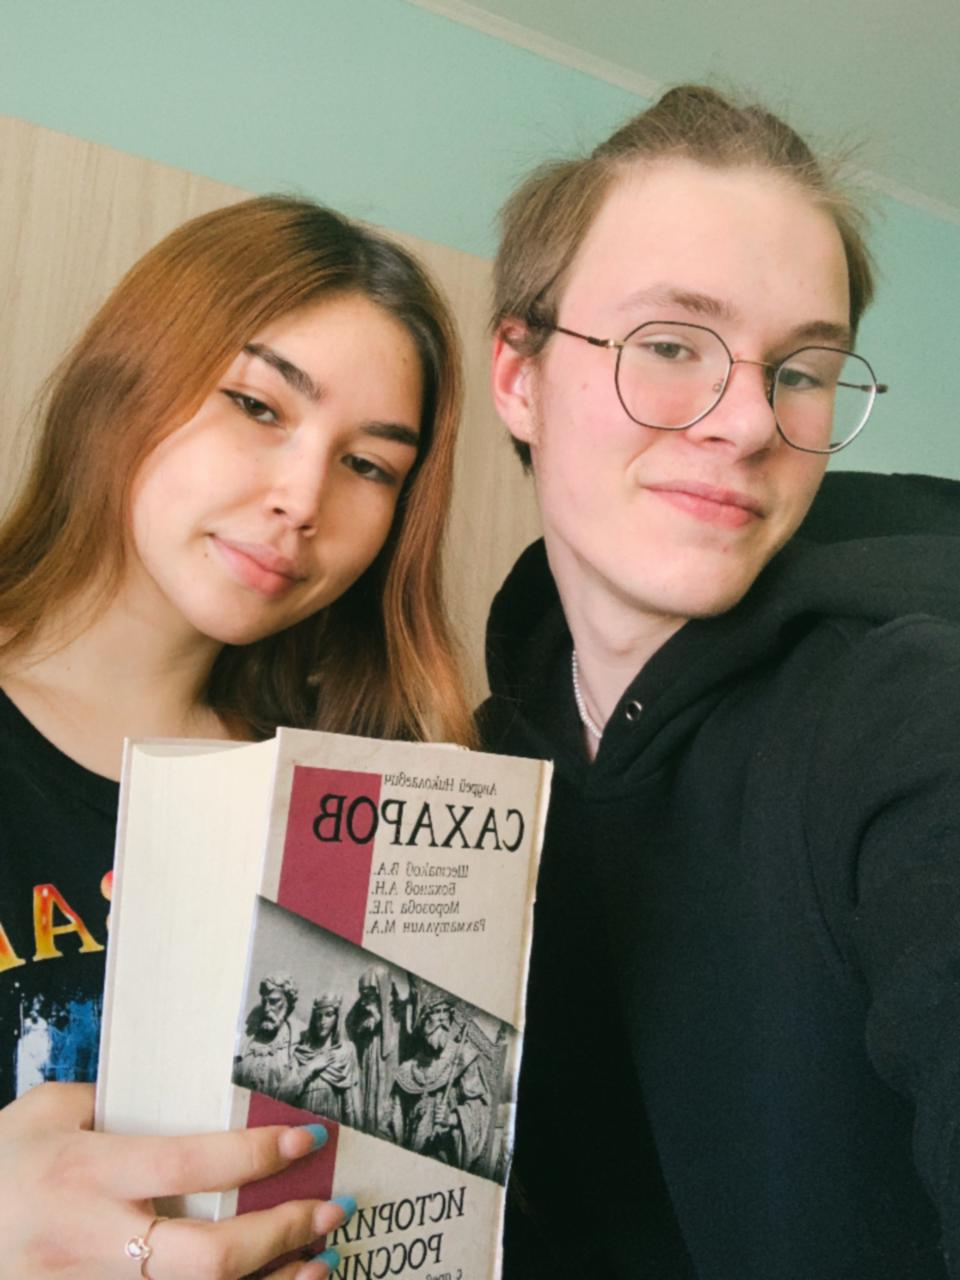 Андрей Николаевич
САХАРОВ
Шестаков В.А.
Боханов А.Н.
Морозова Л.Е.
Рахматуллин М.А.
ИСТОРИЯ
РОССИИ